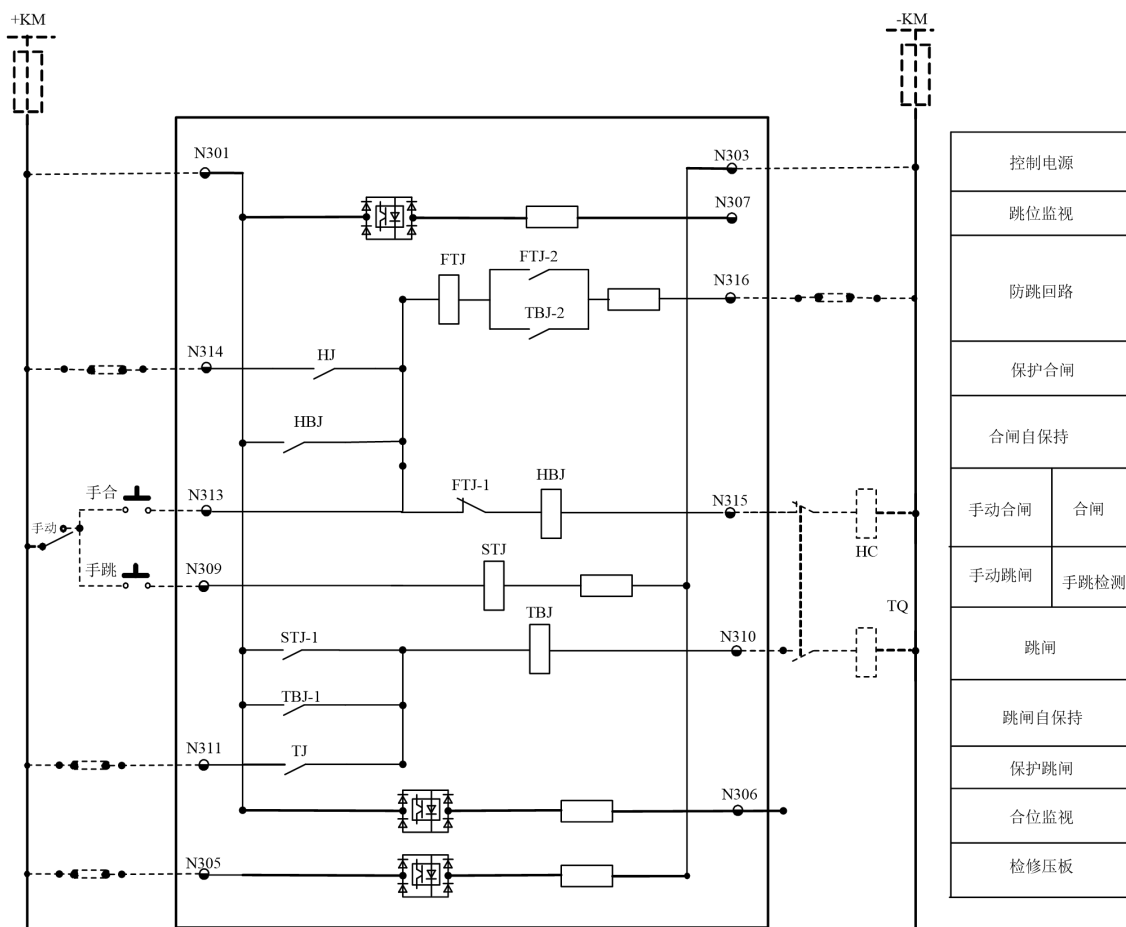 +KM
-KM
N301
N303
控制电源
N307
跳位监视
FTJ
FTJ-2
N316
TBJ-2
防跳回路
N314
HJ
保护合闸
HBJ
合闸自保持
手合
N313
FTJ-1
HBJ
N315
手动合闸
合闸
手动
HC
手跳
N309
STJ
手动跳闸
手跳检测
TQ
STJ-1
TBJ
N310
跳闸
TBJ-1
跳闸自保持
N311
TJ
保护跳闸
N306
合位监视
N305
检修压板